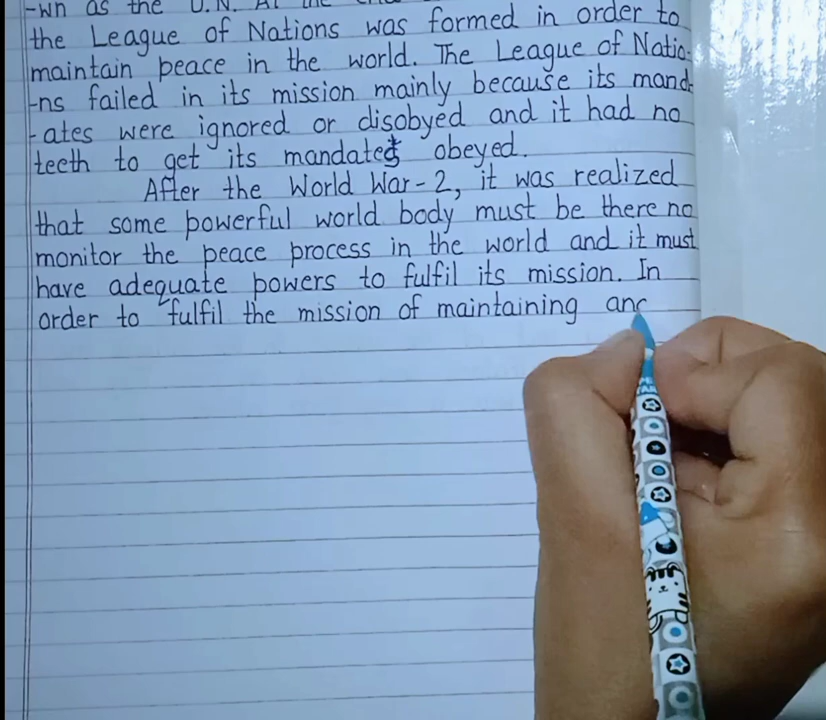 -wn as the U.N. At the
the League of Nations was formed in order to
maintain peace in the world. The League of Natio-
-ns failed in its mission mainly because its mand-
-ates were ignored or disobyed and it had no
teeth to get its mandates obeyed.
After the World War-2, it was realized
that some powerful world body must be there no
monitor the peace process in the world and it must
have adequate powers to fulfil its mission. In
order to fulfil the mission of maintaining anc